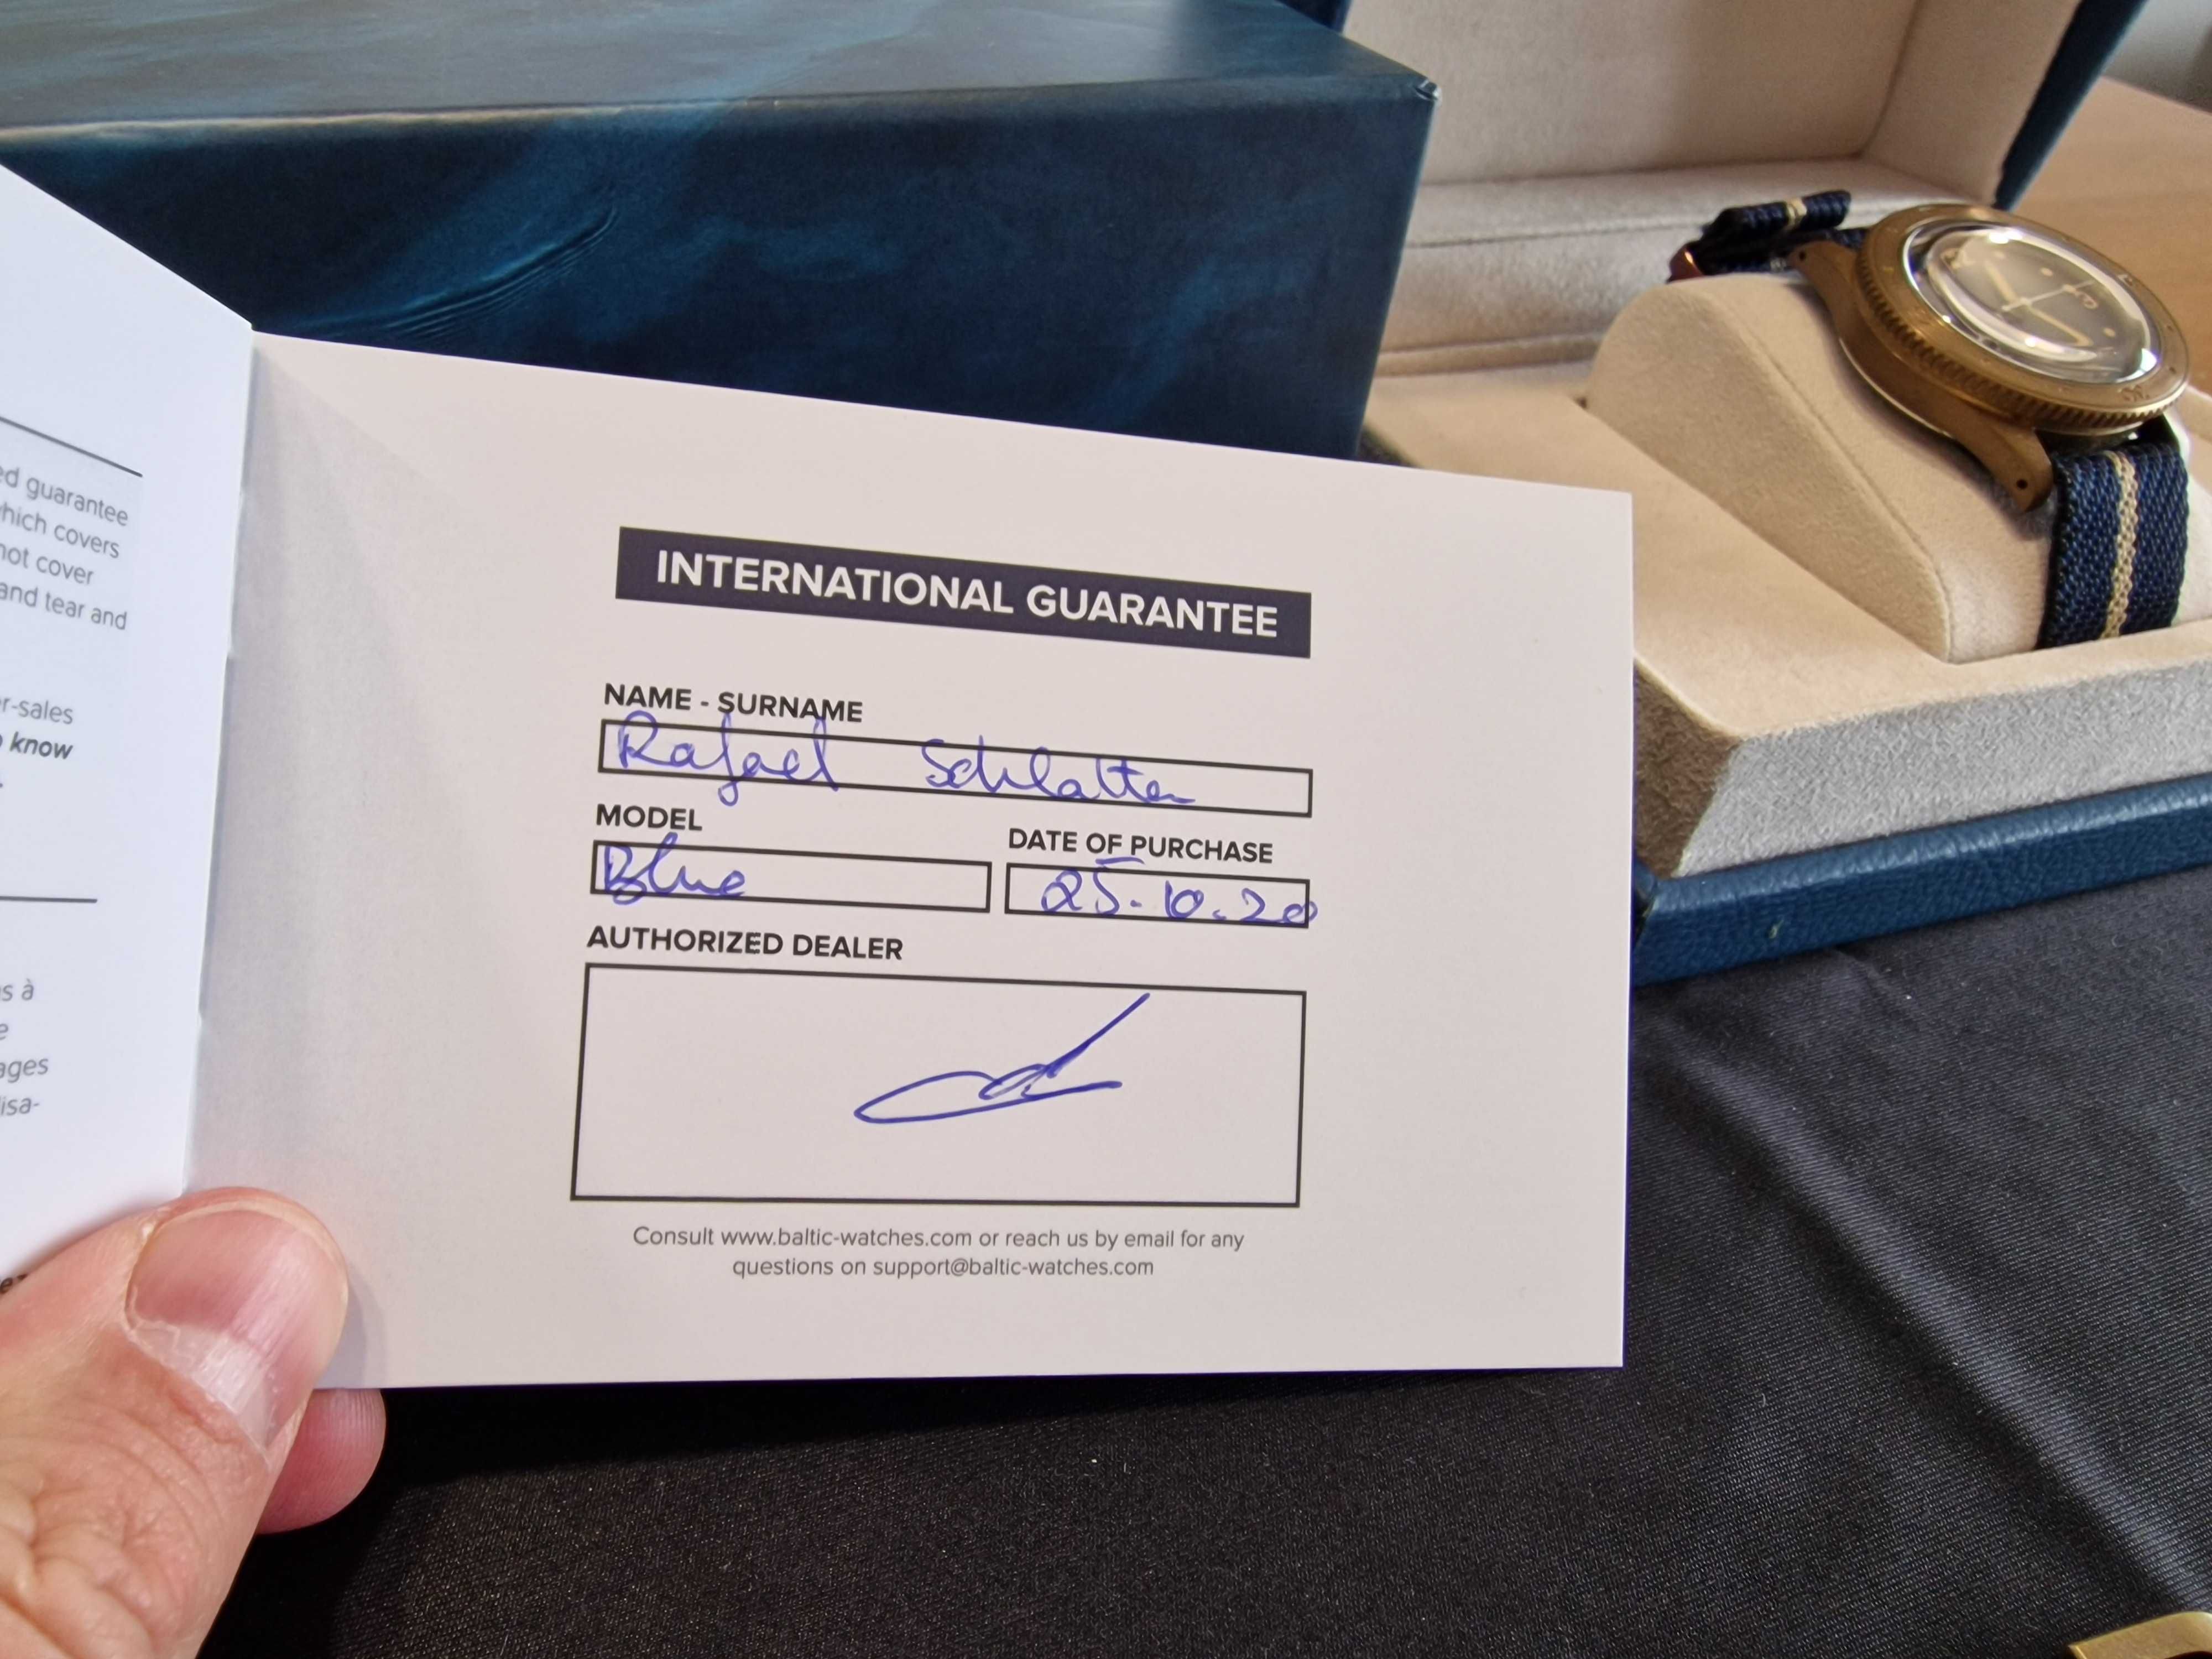 ed guarantee
hich covers
not cover
and tear and
r-sales
know
s à
e
ages
isa-
INTERNATIONAL GUARANTEE
NAME - SURNAME
Rafael Schlatter
MODEL
Blue
DATE OF PURCHASE
25.10.20
AUTHORIZED DEALER
Consult www.baltic-watches.com or reach us by email for any
questions on support@baltic-watches.com